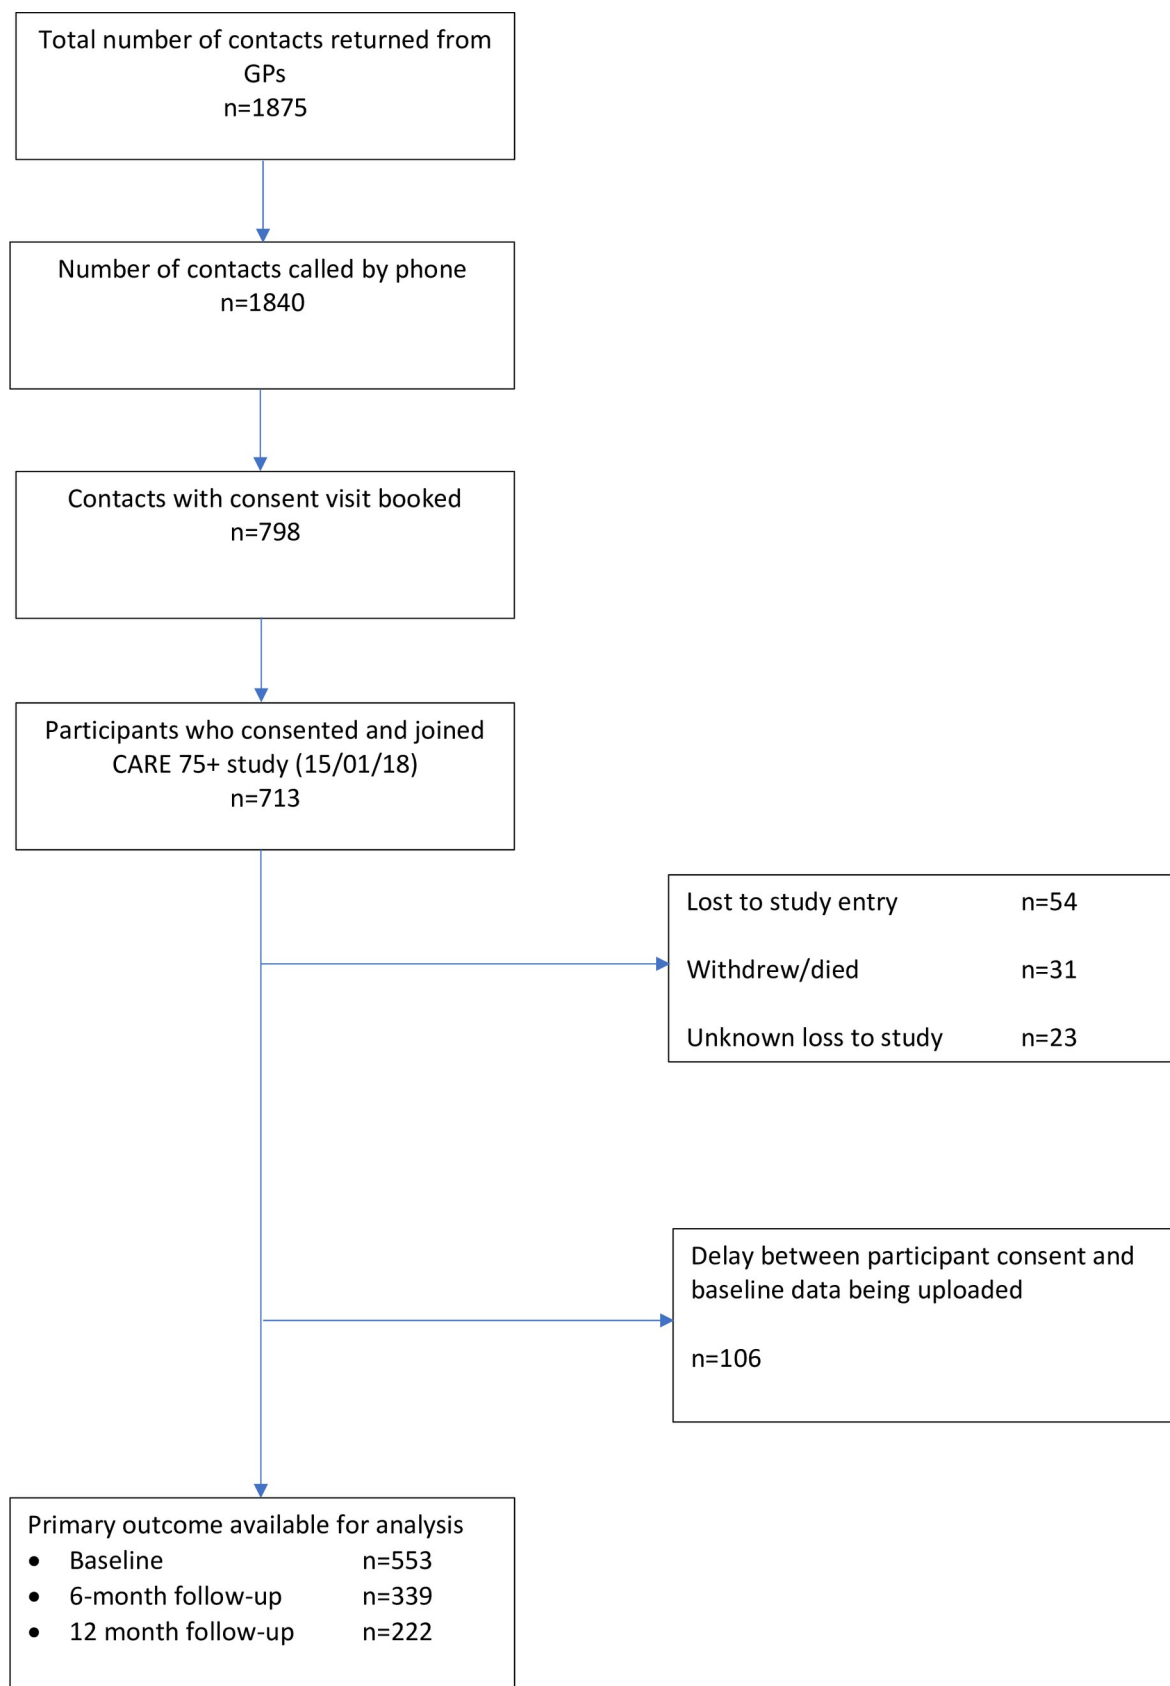 Total number of contacts returned from
GPs
n=1875
Number of contacts called by phone
n=1840
Contacts with consent visit booked
n=798
Participants who consented and joined
CARE 75+ study (15/01/18)
n=713
Lost to study entry n=54
Withdrew/died n=31
Unknown loss to study n=23
Delay between participant consent and
baseline data being uploaded
n=106
Primary outcome available for analysis
• Baseline n=553
• 6-month follow-up n=339
• 12 month follow-up n=222